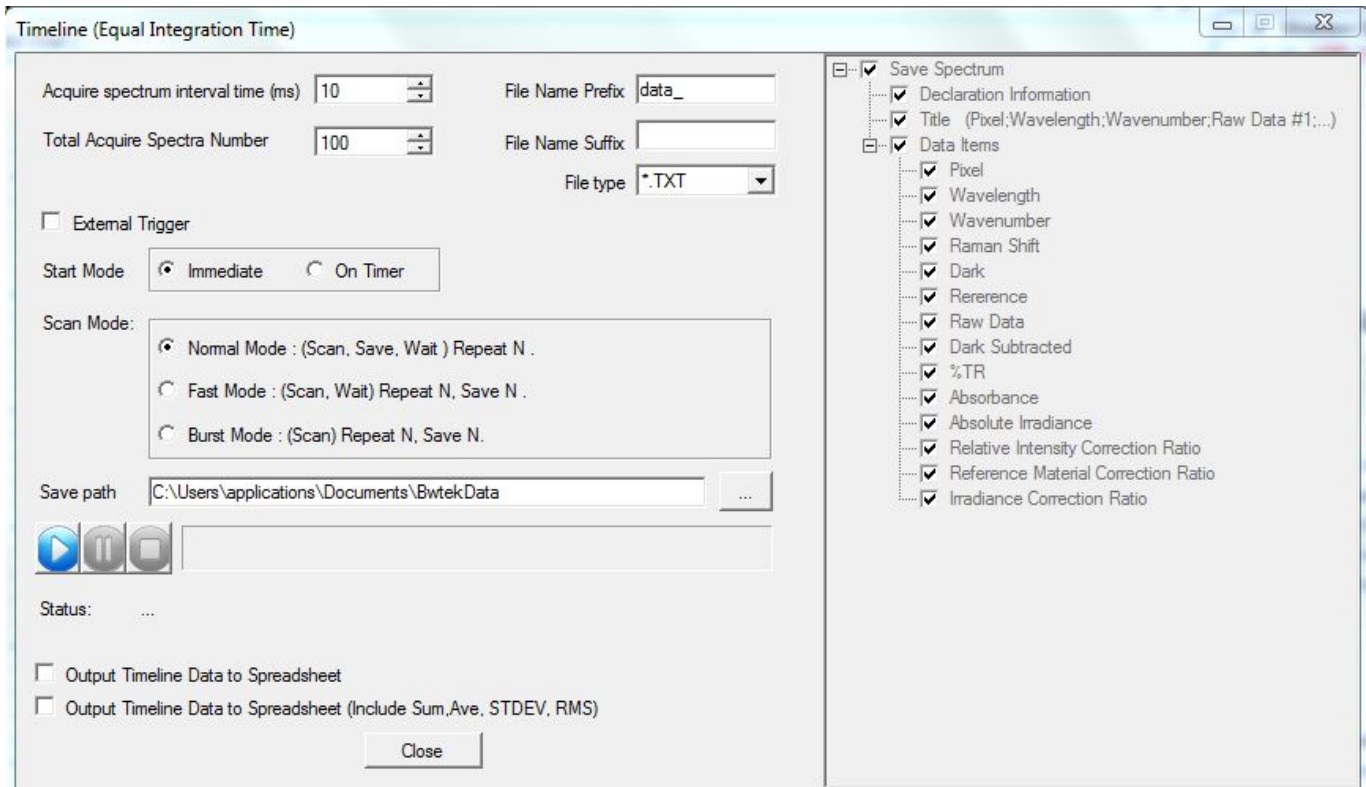 Timeline (Equal Integration Time)
Acquire spectrum interval time (ms) 10 File Name Prefix data_
Total Acquire Spectra Number 100 File Name Suffix
File type *.TXT
External Trigger
Start Mode Immediate On Timer
Scan Mode:
Normal Mode : (Scan, Save, Wait ) Repeat N .
Fast Mode : (Scan, Wait) Repeat N, Save N .
Burst Mode : (Scan) Repeat N, Save N.
Save path C:\Users\applications\Documents\BwtekData ...
Status: ...
Output Timeline Data to Spreadsheet
Output Timeline Data to Spreadsheet (Include Sum,Ave, STDEV, RMS)
Close
Save Spectrum
Declaration Information
Title (Pixel;Wavelength;Wavenumber;Raw Data #1;...)
Data Items
Pixel
Wavelength
Wavenumber
Raman Shift
Dark
Rererence
Raw Data
Dark Subtracted
%TR
Absorbance
Absolute Irradiance
Relative Intensity Correction Ratio
Reference Material Correction Ratio
Irradiance Correction Ratio